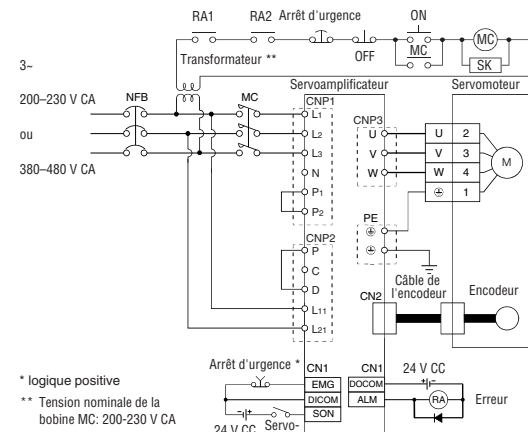 RA1 RA2 Arrêt d'urgence ON
MC
OFF MC SK
3~ Transformateur **
200–230 V CA NFB MC Servoamplificateur Servomoteur
CNP1
L1
CNP3
U U 2
ou L2
V V 3 M
L3
W W 4
380–480 V CA N
1
P1
P2
PE
CNP2
P
C
D
Câble de
l'encodeur
Encodeur
CN2
L11
L21
Arrêt d'urgence * CN1 CN1 24 V CC
* logique positive
EMG DOCOM
DICOM ALM RA Erreur
SON
** Tension nominale de la
bobine MC: 200-230 V CA
24 V CC Servo-